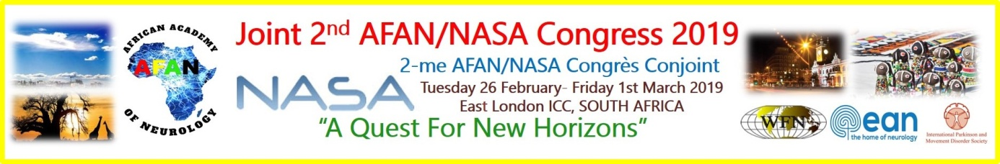 AFRICAN ACADEMY
AFAN
OF NEUROLOGY
Joint 2nd AFAN/NASA Congress 2019
2-me AFAN/NASA Congrès Conjoint
NASA
Tuesday 26 February- Friday 1st March 2019
East London ICC, SOUTH AFRICA
“A Quest For New Horizons”
WFN
ean
the home of neurology
International Parkinson and
Movement Disorder Society